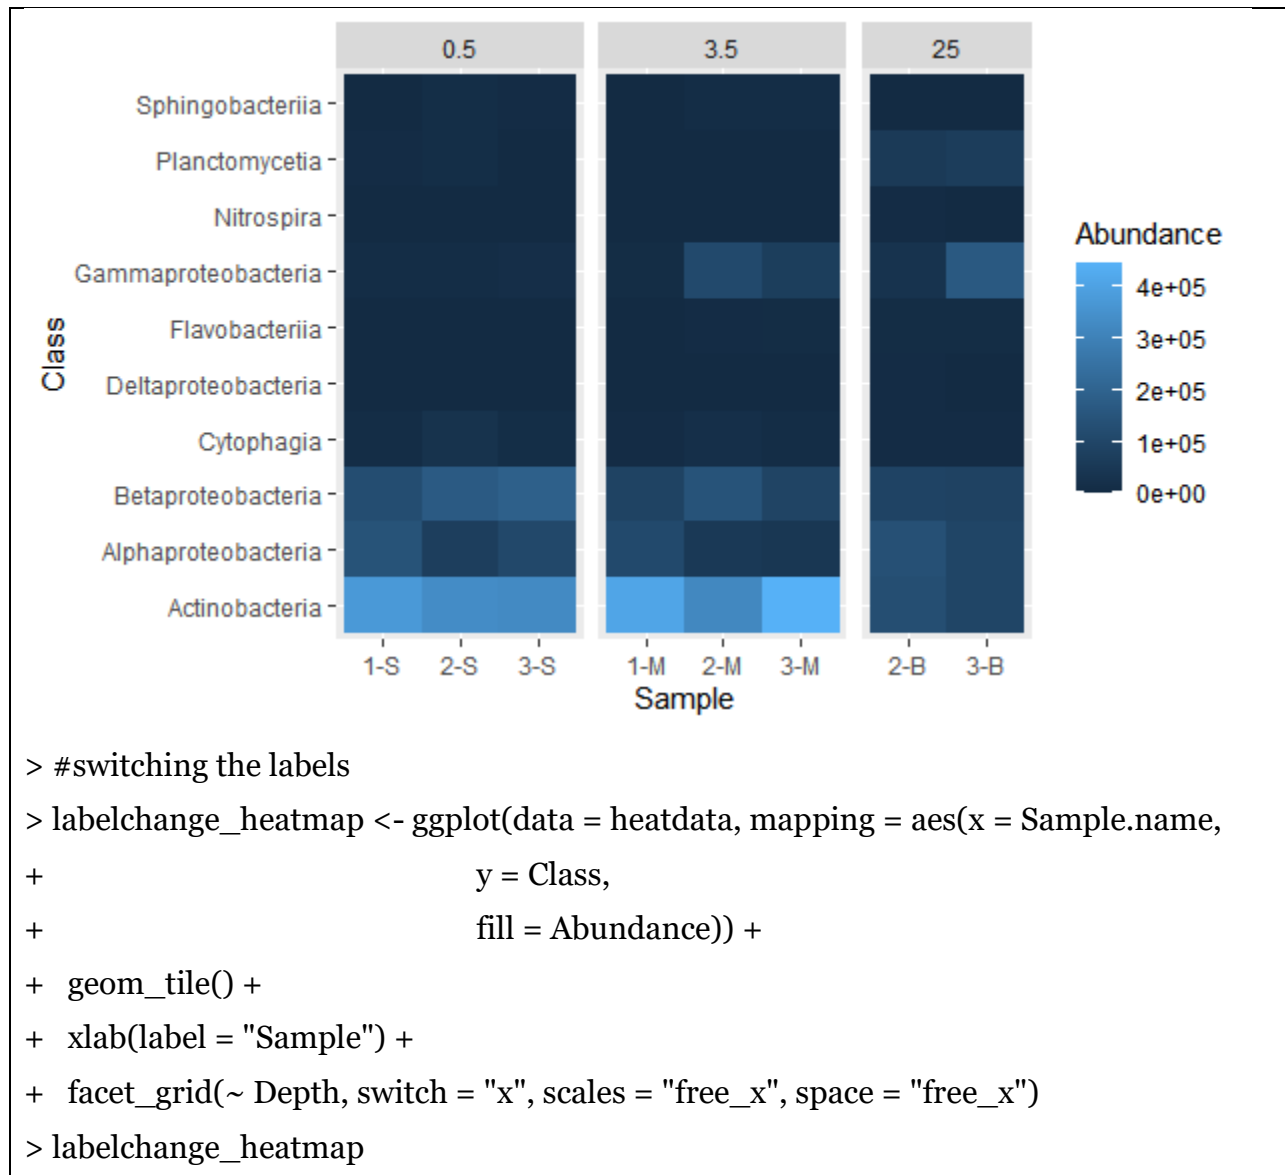 0.5 3.5 25
Sphingobacteriia
Planctomycetia
Nitrospira
Gammaproteobacteria
Flavobacteriia
Deltaproteobacteria
Cytophagia
Betaproteobacteria
Alphaproteobacteria
Actinobacteria
Class
1-S 2-S 3-S 1-M 2-M 3-M 2-B 3-B
Sample
Abundance
4e+05
3e+05
2e+05
1e+05
0e+00
> #switching the labels
> labelchange_heatmap <- ggplot(data = heatdata, mapping = aes(x = Sample.name,
+ y = Class,
+ fill = Abundance)) +
+ geom_tile() +
+ xlab(label = "Sample") +
+ facet_grid(~ Depth, switch = "x", scales = "free_x", space = "free_x")
> labelchange_heatmap